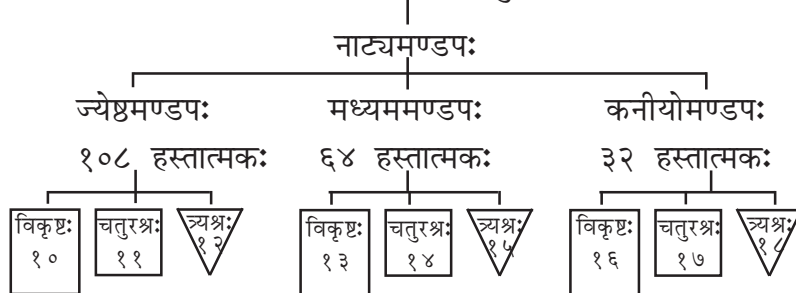 नाट्यमण्डपः
ज्येष्ठमण्डपः मध्यममण्डपः कनीयोमण्डपः
१०८ हस्तात्मकः ६४ हस्तात्मकः ३२ हस्तात्मकः
विकृष्टः चतुरश्रः त्र्यश्रः विकृष्टः चतुरश्रः त्र्यश्रः विकृष्टः चतुरश्रः त्र्यश्रः
१० ११ १२ १३ १४ १५ १६ १७ १८